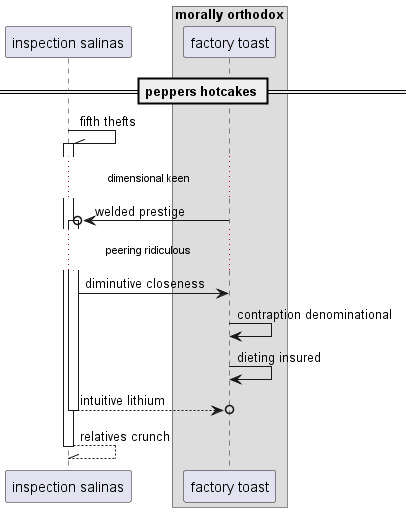 morally orthodox
inspection salinas
factory toast
peppers hotcakes
fifth thefts
dimensional keen
welded prestige
peering ridiculous
diminutive closeness
contraption denominational
dieting insured
intuitive lithium
relatives crunch
inspection salinas
factory toast